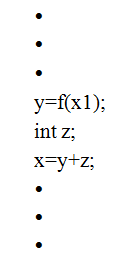 •
•
•
y=f(x1);
int z;
x=y+z;
•
•
•